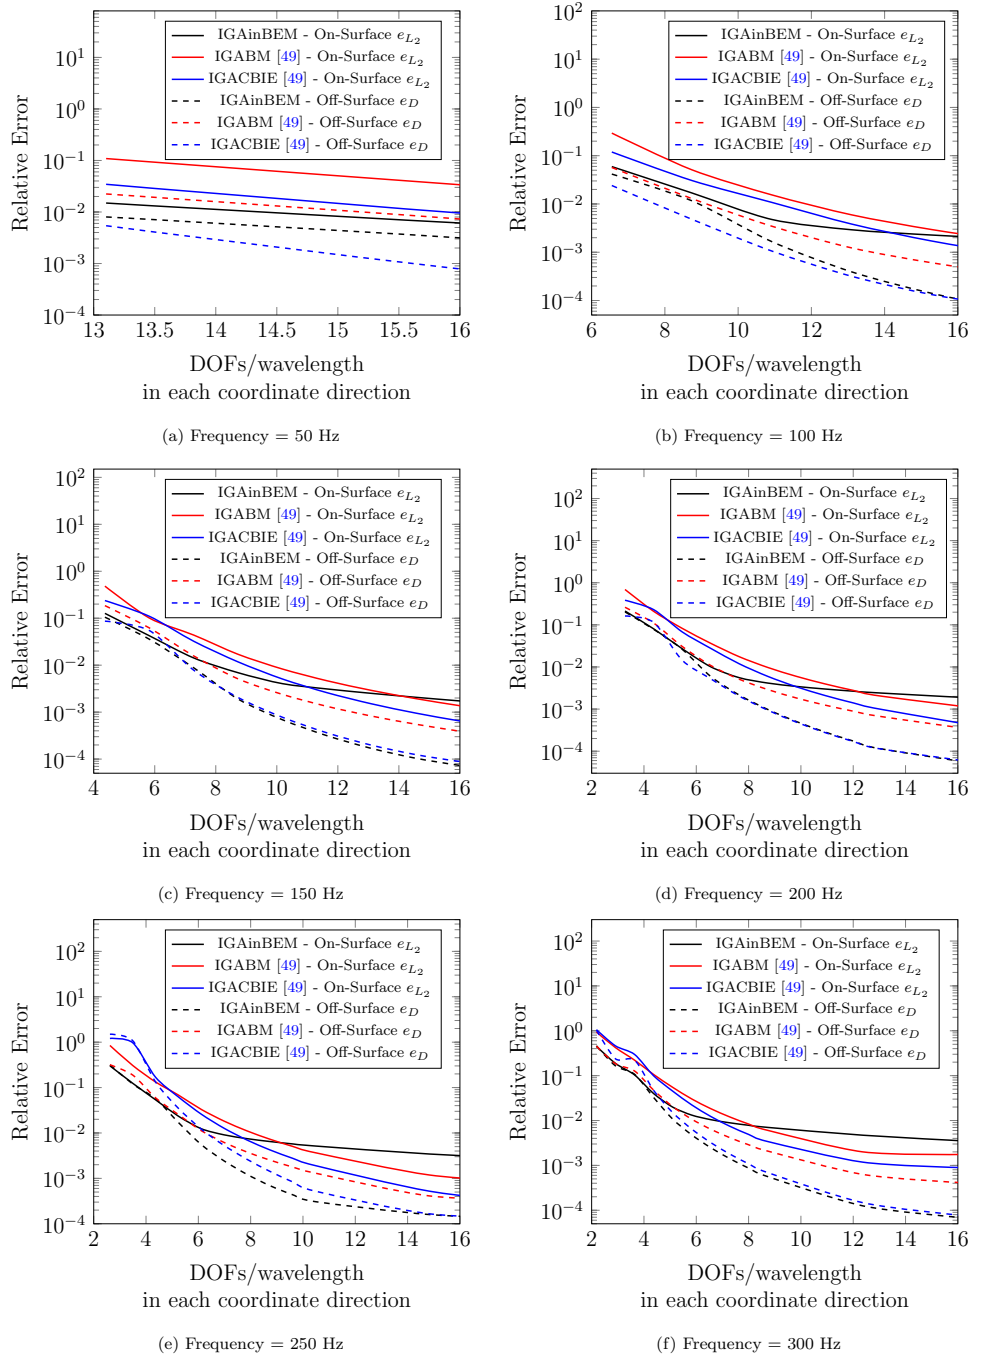 IGAinBEM - On-Surface e_{L_2}
IGABM [49] - On-Surface e_{L_2}
IGACBIE [49] - On-Surface e_{L_2}
IGAinBEM - Off-Surface e_D
IGABM [49] - Off-Surface e_D
IGACBIE [49] - Off-Surface e_D
Relative Error
10^1
10^0
10^{-1}
10^{-2}
10^{-3}
10^{-4}
13 13.5 14 14.5 15 15.5 16
DOFs/wavelength
in each coordinate direction
(a) Frequency = 50 Hz
IGAinBEM - On-Surface e_{L_2}
IGABM [49] - On-Surface e_{L_2}
IGACBIE [49] - On-Surface e_{L_2}
IGAinBEM - Off-Surface e_D
IGABM [49] - Off-Surface e_D
IGACBIE [49] - Off-Surface e_D
Relative Error
10^2
10^1
10^0
10^{-1}
10^{-2}
10^{-3}
10^{-4}
6 8 10 12 14 16
DOFs/wavelength
in each coordinate direction
(b) Frequency = 100 Hz
IGAinBEM - On-Surface e_{L_2}
IGABM [49] - On-Surface e_{L_2}
IGACBIE [49] - On-Surface e_{L_2}
IGAinBEM - Off-Surface e_D
IGABM [49] - Off-Surface e_D
IGACBIE [49] - Off-Surface e_D
Relative Error
10^2
10^1
10^0
10^{-1}
10^{-2}
10^{-3}
10^{-4}
4 6 8 10 12 14 16
DOFs/wavelength
in each coordinate direction
(c) Frequency = 150 Hz
IGAinBEM - On-Surface e_{L_2}
IGABM [49] - On-Surface e_{L_2}
IGACBIE [49] - On-Surface e_{L_2}
IGAinBEM - Off-Surface e_D
IGABM [49] - Off-Surface e_D
IGACBIE [49] - Off-Surface e_D
Relative Error
10^2
10^1
10^0
10^{-1}
10^{-2}
10^{-3}
10^{-4}
2 4 6 8 10 12 14 16
DOFs/wavelength
in each coordinate direction
(d) Frequency = 200 Hz
IGAinBEM - On-Surface e_{L_2}
IGABM [49] - On-Surface e_{L_2}
IGACBIE [49] - On-Surface e_{L_2}
IGAinBEM - Off-Surface e_D
IGABM [49] - Off-Surface e_D
IGACBIE [49] - Off-Surface e_D
Relative Error
10^2
10^1
10^0
10^{-1}
10^{-2}
10^{-3}
10^{-4}
2 4 6 8 10 12 14 16
DOFs/wavelength
in each coordinate direction
(e) Frequency = 250 Hz
IGAinBEM - On-Surface e_{L_2}
IGABM [49] - On-Surface e_{L_2}
IGACBIE [49] - On-Surface e_{L_2}
IGAinBEM - Off-Surface e_D
IGABM [49] - Off-Surface e_D
IGACBIE [49] - Off-Surface e_D
Relative Error
10^2
10^1
10^0
10^{-1}
10^{-2}
10^{-3}
10^{-4}
2 4 6 8 10 12 14 16
DOFs/wavelength
in each coordinate direction
(f) Frequency = 300 Hz